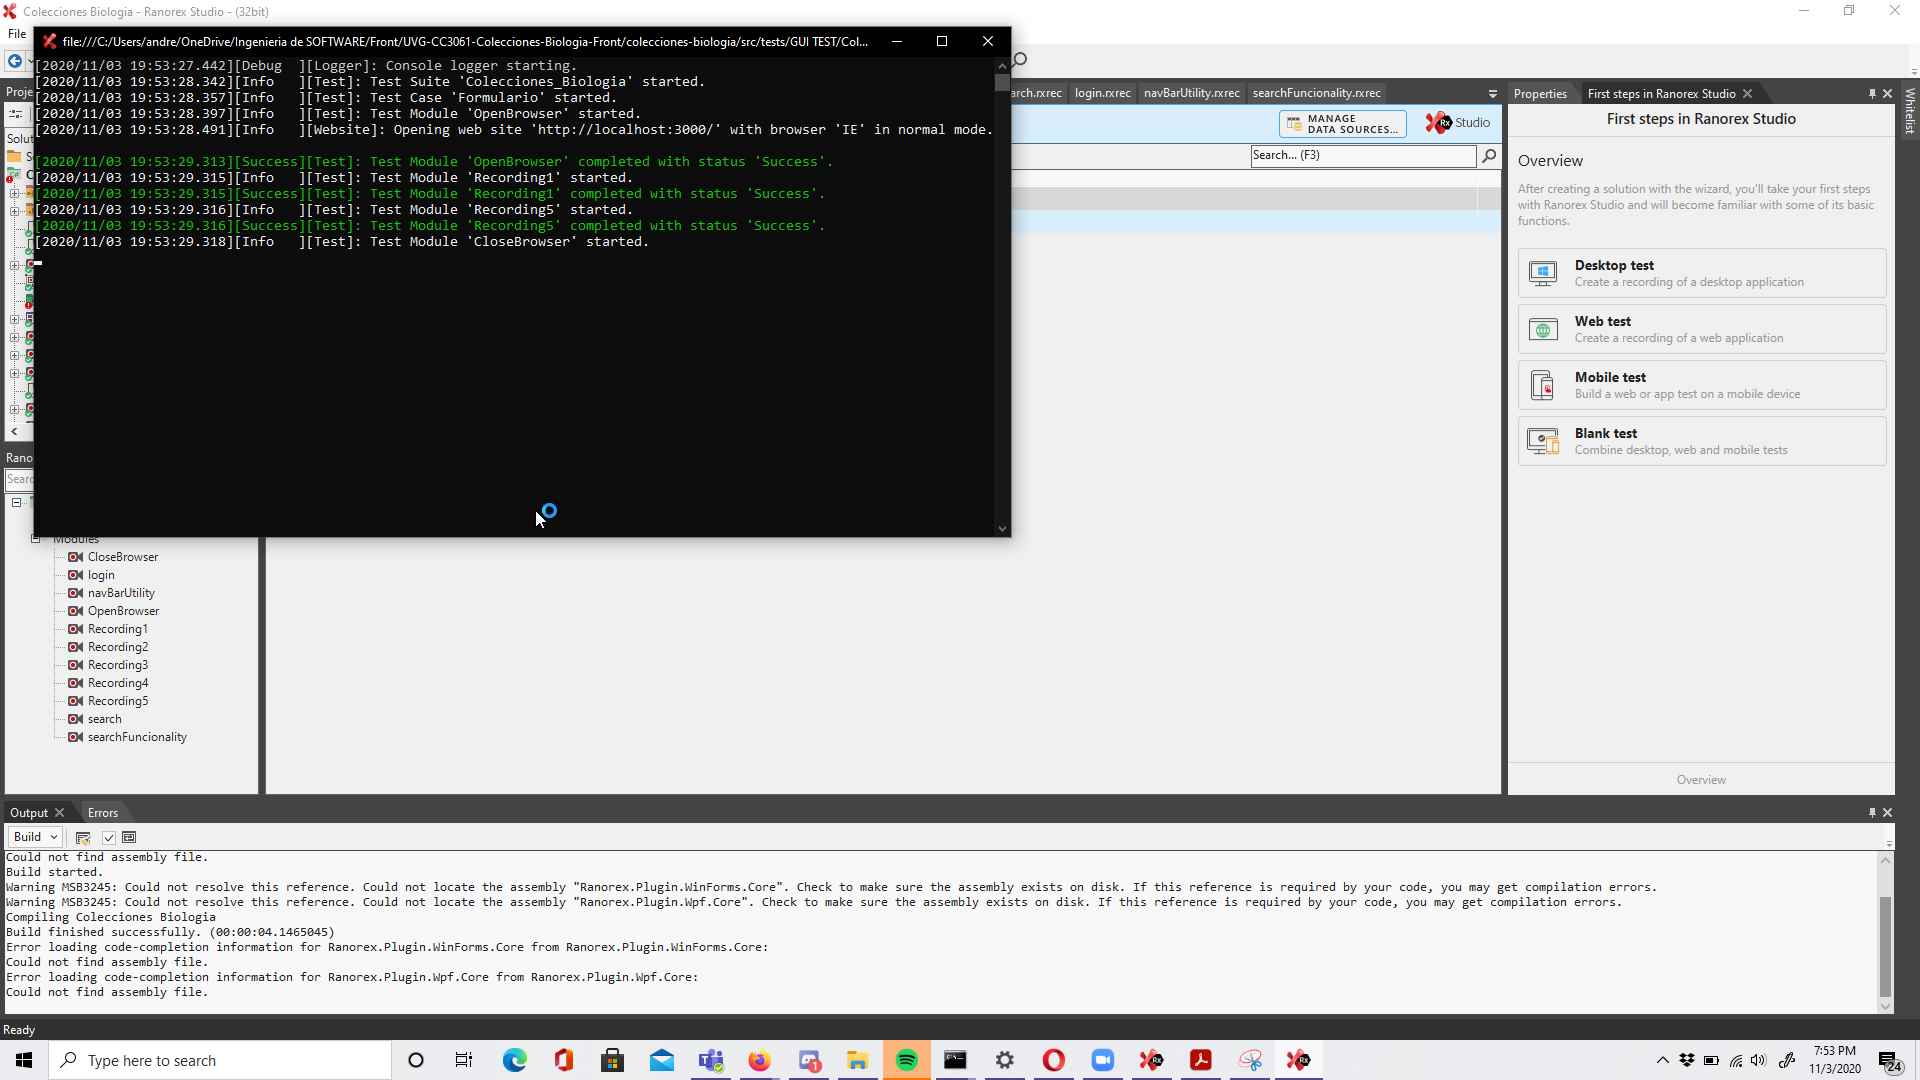 Colecciones Biologia - Ranorex Studio - (32bit)
File
file:///C:/Users/andre/OneDrive/Ingenieria de SOFTWARE/Front/UVG-CC3061-Colecciones-Biologia-Front/colecciones-biologia/src/tests/GUI TEST/Col...
[2020/11/03 19:53:27.442][Debug  ][Logger]: Console logger starting.
[2020/11/03 19:53:28.342][Info   ][Test]: Test Suite 'Colecciones_Biologia' started.
[2020/11/03 19:53:28.357][Info   ][Test]: Test Case 'Formulario' started.
[2020/11/03 19:53:28.397][Info   ][Test]: Test Module 'OpenBrowser' started.
[2020/11/03 19:53:28.491][Info   ][Website]: Opening web site 'http://localhost:3000/' with browser 'IE' in normal mode.
[2020/11/03 19:53:29.313][Success][Test]: Test Module 'OpenBrowser' completed with status 'Success'.
[2020/11/03 19:53:29.315][Info   ][Test]: Test Module 'Recording1' started.
[2020/11/03 19:53:29.315][Success][Test]: Test Module 'Recording1' completed with status 'Success'.
[2020/11/03 19:53:29.316][Info   ][Test]: Test Module 'Recording5' started.
[2020/11/03 19:53:29.316][Success][Test]: Test Module 'Recording5' completed with status 'Success'.
[2020/11/03 19:53:29.318][Info   ][Test]: Test Module 'CloseBrowser' started.
Proje
Solut
Rano
Searc
Modules
CloseBrowser
login
navBarUtility
OpenBrowser
Recording1
Recording2
Recording3
Recording4
Recording5
search
searchFuncionality
arch.rxrec login.rxrec navBarUtility.rxrec searchFuncionality.rxrec
MANAGE
DATA SOURCES...
Rx Studio
Search... (F3)
Properties First steps in Ranorex Studio
Whitelist
First steps in Ranorex Studio
Overview
After creating a solution with the wizard, you'll take your first steps
with Ranorex Studio and will become familiar with some of its basic
functions.
Desktop test
Create a recording of a desktop application
Web test
Create a recording of a web application
Mobile test
Build a web or app test on a mobile device
Blank test
Combine desktop, web and mobile tests
Overview
Output Errors
Build
Could not find assembly file.
Build started.
Warning MSB3245: Could not resolve this reference. Could not locate the assembly "Ranorex.Plugin.WinForms.Core". Check to make sure the assembly exists on disk. If this reference is required by your code, you may get compilation errors.
Warning MSB3245: Could not resolve this reference. Could not locate the assembly "Ranorex.Plugin.Wpf.Core". Check to make sure the assembly exists on disk. If this reference is required by your code, you may get compilation errors.
Compiling Colecciones Biologia
Build finished successfully. (00:00:04.1465045)
Error loading code-completion information for Ranorex.Plugin.WinForms.Core from Ranorex.Plugin.WinForms.Core:
Could not find assembly file.
Error loading code-completion information for Ranorex.Plugin.Wpf.Core from Ranorex.Plugin.Wpf.Core:
Could not find assembly file.
Ready
Type here to search
7:53 PM
11/3/2020
24